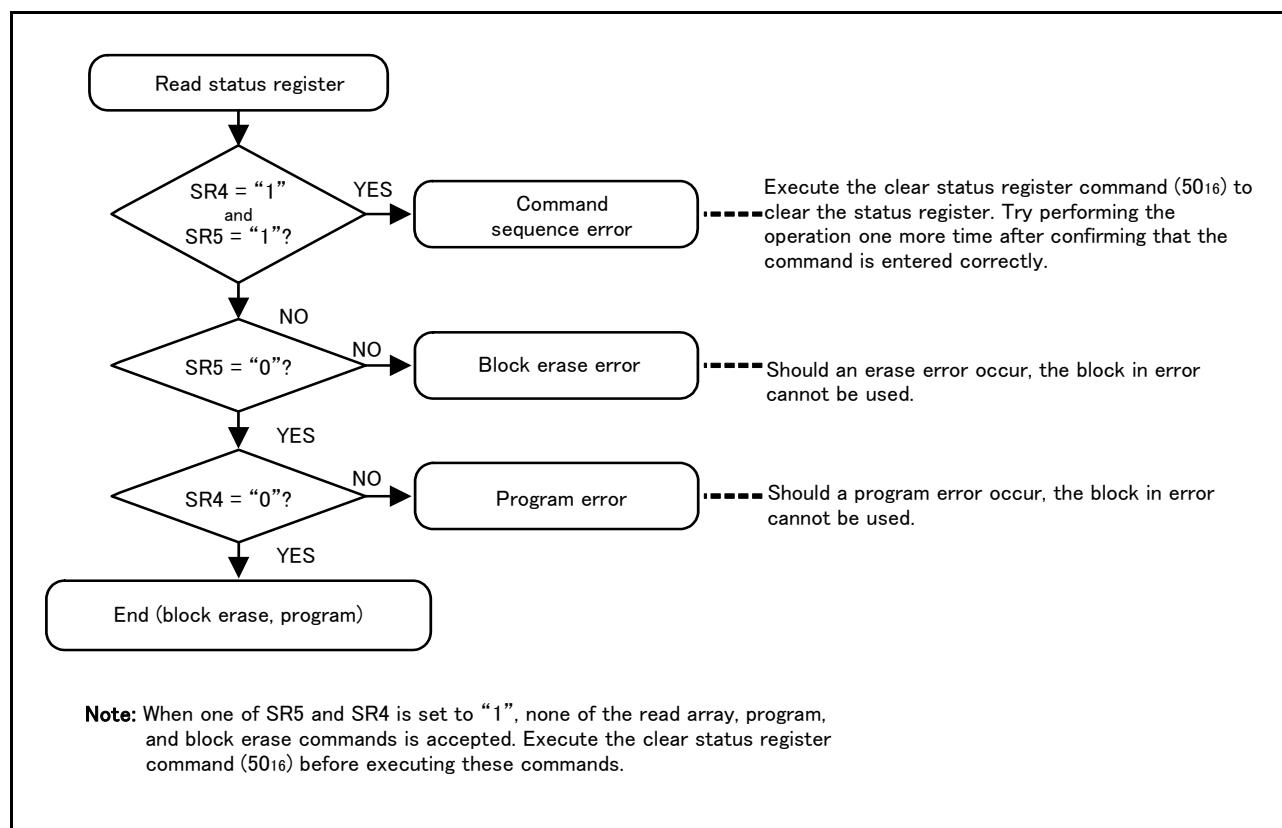 Read status register
SR4 = “1”
and
SR5 = “1”?
YES
Command
sequence error
Execute the clear status register command (5016) to
clear the status register. Try performing the
operation one more time after confirming that the
command is entered correctly.
NO
SR5 = “0”?
NO
Block erase error
Should an erase error occur, the block in error
cannot be used.
YES
SR4 = “0”?
NO
Program error
Should a program error occur, the block in error
cannot be used.
YES
End (block erase, program)
Note: When one of SR5 and SR4 is set to “1”, none of the read array, program,
and block erase commands is accepted. Execute the clear status register
command (5016) before executing these commands.